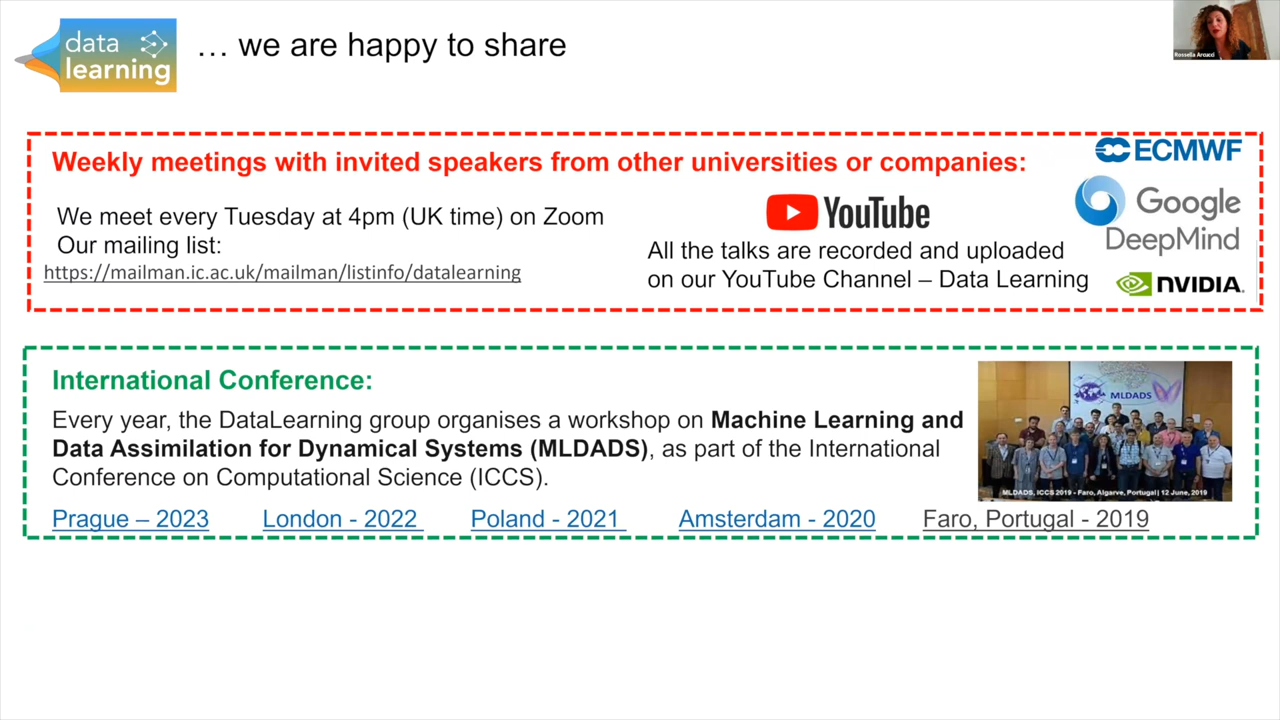 data
learning
… we are happy to share
Rossella Arcucci
Weekly meetings with invited speakers from other universities or companies:
We meet every Tuesday at 4pm (UK time) on Zoom
Our mailing list:
https://mailman.ic.ac.uk/mailman/listinfo/datalearning
YouTube
All the talks are recorded and uploaded
on our YouTube Channel – Data Learning
ECMWF
Google
DeepMind
NVIDIA.
International Conference:
Every year, the DataLearning group organises a workshop on Machine Learning and
Data Assimilation for Dynamical Systems (MLDADS), as part of the International
Conference on Computational Science (ICCS).
MLDADS
MLDADS, ICCS 2019 - Faro, Algarve, Portugal| 12 June, 2019
Prague – 2023 London - 2022 Poland - 2021 Amsterdam - 2020 Faro, Portugal - 2019